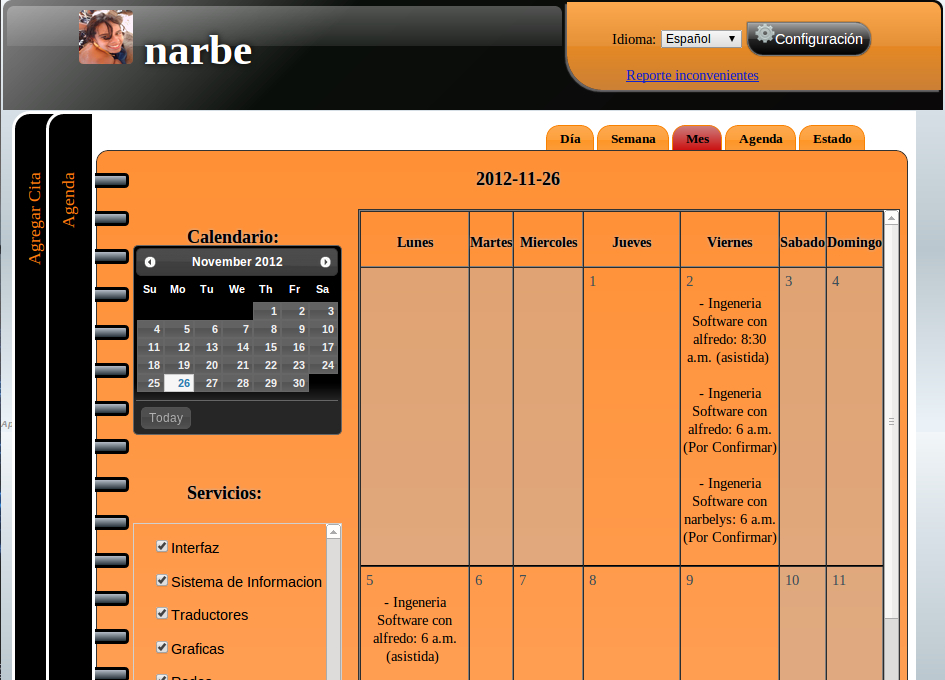 narbe
Idioma: Español
Configuración
Reporte inconvenientes
Agregar Cita
Agenda
Día
Semana
Mes
Agenda
Estado
2012-11-26
Calendario:
November 2012
Su Mo Tu We Th Fr Sa
1 2 3
4 5 6 7 8 9 10
11 12 13 14 15 16 17
18 19 20 21 22 23 24
25 26 27 28 29 30
Today
Servicios:
Interfaz
Sistema de Informacion
Traductores
Graficas
Redes
Lunes Martes Miercoles Jueves Viernes Sabado Domingo
1
2
- Ingeneria
Software con
alfredo: 8:30
a.m. (asistida)
- Ingeneria
Software con
alfredo: 6 a.m.
(Por Confirmar)
- Ingeneria
Software con
narbelys: 6 a.m.
(Por Confirmar)
3
4
5
- Ingeneria
Software con
alfredo: 6 a.m.
(asistida)
6
7
8
9
10
11